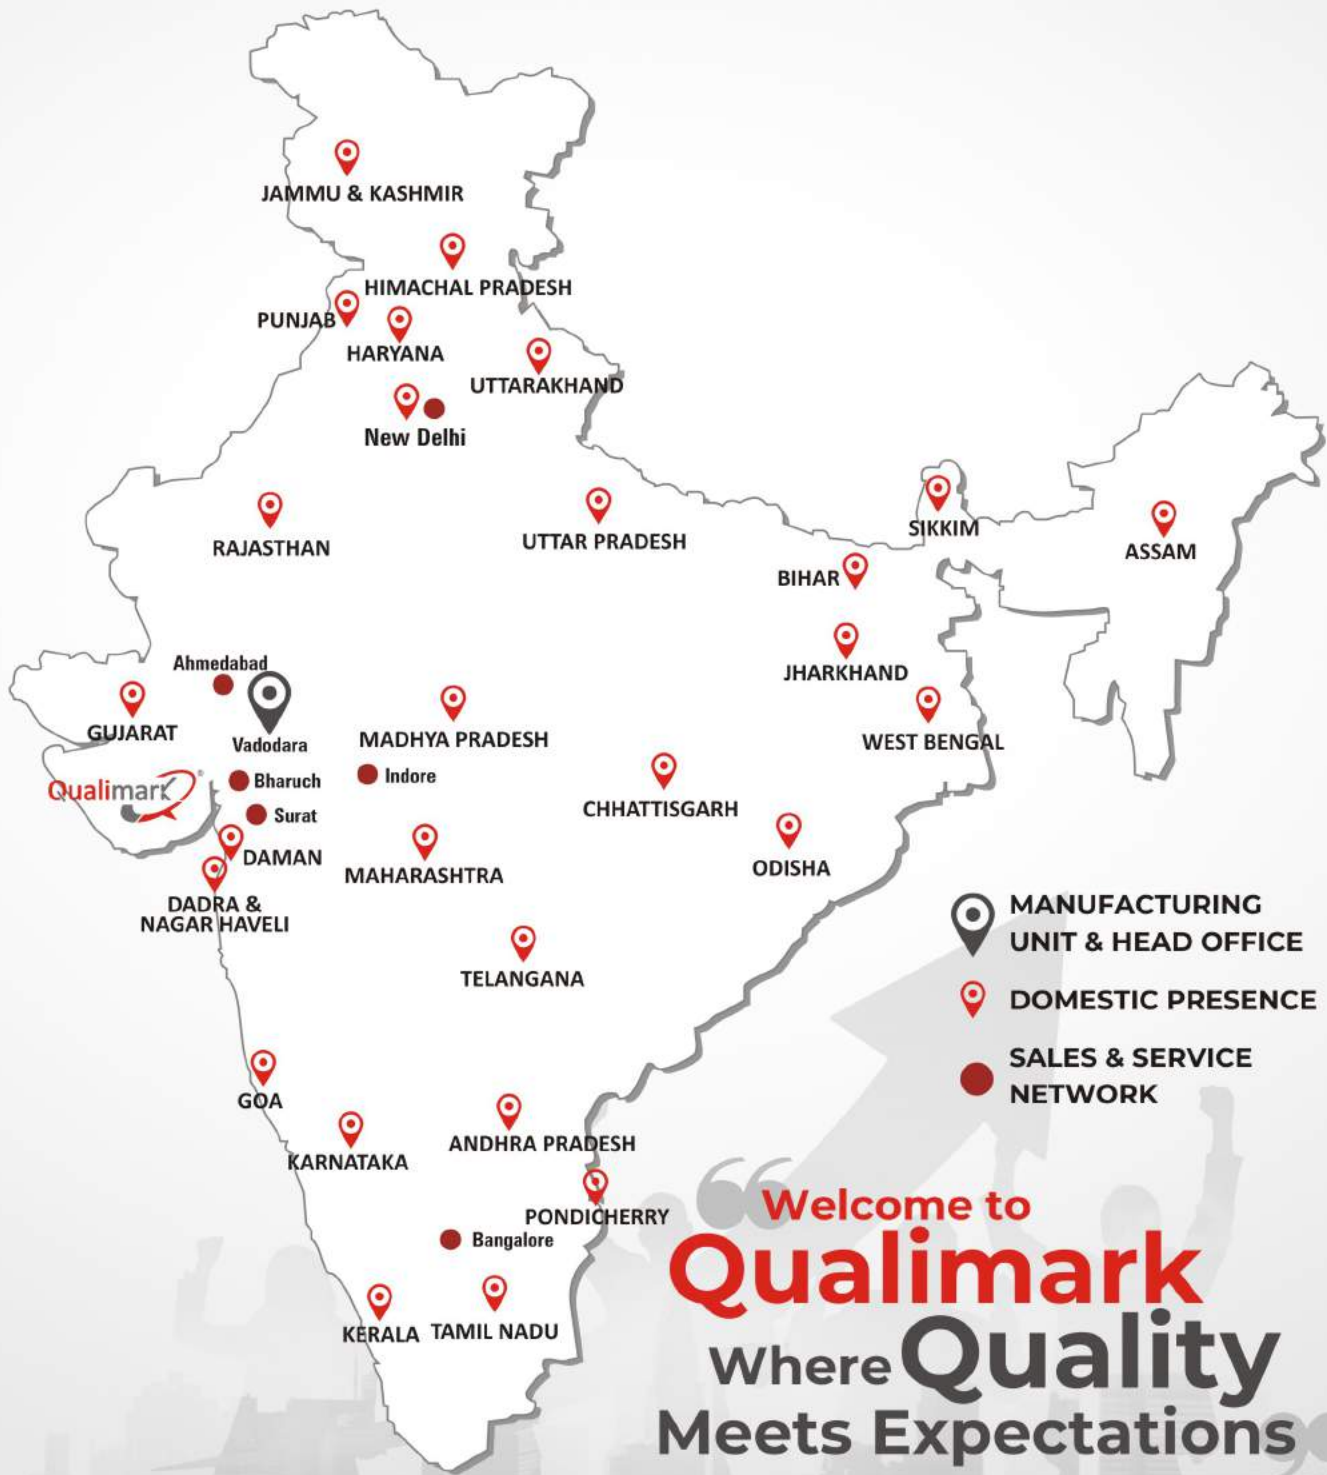 JAMMU & KASHMIR
HIMACHAL PRADESH
PUNJAB
HARYANA
UTTARAKHAND
New Delhi
RAJASTHAN
UTTAR PRADESH
SIKKIM
ASSAM
BIHAR
JHARKHAND
Ahmedabad
GUJARAT
Vadodara
MADHYA PRADESH
WEST BENGAL
Qualimark®
Bharuch
Indore
Surat
CHHATTISGARH
DAMAN
MAHARASHTRA
ODISHA
DADRA &
NAGAR HAVELI
TELANGANA
MANUFACTURING
UNIT & HEAD OFFICE
DOMESTIC PRESENCE
SALES & SERVICE
NETWORK
GOA
KARNATAKA
ANDHRA PRADESH
PONDICHERRY
Bangalore
KERALA
TAMIL NADU
“Welcome to
Qualimark
Where Quality
Meets Expectations”